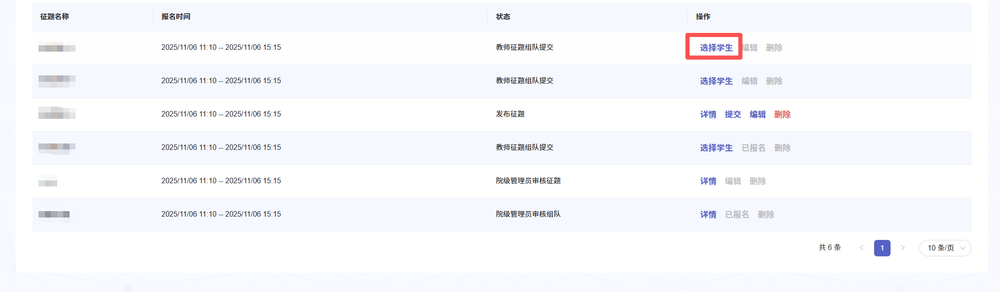 征题名称 报名时间 状态 操作
2025/11/06 11:10 -- 2025/11/06 15:15 教师征题组队提交 选择学生 编辑 删除
2025/11/06 11:10 -- 2025/11/06 15:15 教师征题组队提交 选择学生 编辑 删除
2025/11/06 11:10 -- 2025/11/06 15:15 发布征题 详情 提交 编辑 删除
2025/11/06 11:10 -- 2025/11/06 15:15 教师征题组队提交 选择学生 已报名 删除
2025/11/06 11:10 -- 2025/11/06 15:15 院级管理员审核征题 详情 编辑 删除
2025/11/06 11:10 -- 2025/11/06 15:15 院级管理员审核组队 详情 已报名 删除
共 6 条 < 1 > 10 条/页